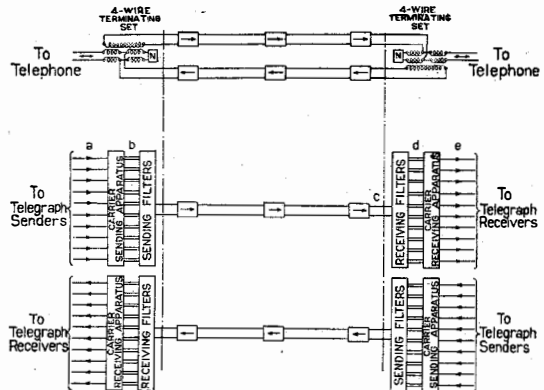 4-WIRE
TERMINATING
SET
4-WIRE
TERMINATING
SET
To
Telephone
N
N
To
Telephone
a
b
c
d
e
To
Telegraph
Senders
CARRIER
SENDING APPARATUS
SENDING FILTERS
RECEIVING FILTERS
CARRIER
RECEIVING APPARATUS
To
Telegraph
Receivers
To
Telegraph
Receivers
CARRIER
RECEIVING APPARATUS
RECEIVING FILTERS
SENDING FILTERS
CARRIER
SENDING APPARATUS
To
Telegraph
Senders